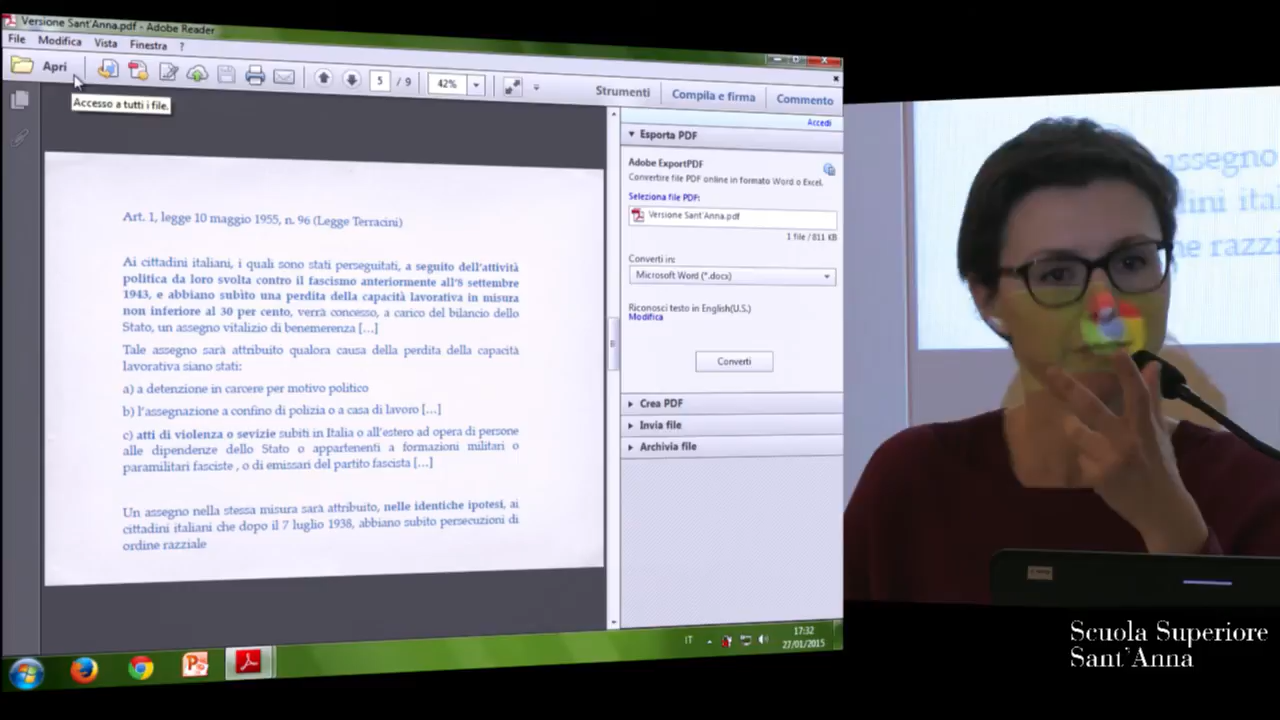 Versione Sant'Anna.pdf - Adobe Reader
File Modifica Vista Finestra ?
Apri
5 / 9
42%
Strumenti
Compila e firma
Commento
Accesso a tutti i file.
Accedi
Art. 1, legge 10 maggio 1955, n. 96 (Legge Terracini)
Ai cittadini italiani, i quali sono stati perseguitati, a seguito dell'attività
politica da loro svolta contro il fascismo anteriormente all'8 settembre
1943, e abbiano subìto una perdita della capacità lavorativa in misura
non inferiore al 30 per cento, verrà concesso, a carico del bilancio dello
Stato, un assegno vitalizio di benemerenza [...]
Tale assegno sarà attribuito qualora causa della perdita della capacità
lavorativa siano stati:
a) a detenzione in carcere per motivo politico
b) l'assegnazione a confino di polizia o a casa di lavoro [...]
c) atti di violenza o sevizie subiti in Italia o all'estero ad opera di persone
alle dipendenze dello Stato o appartenenti a formazioni militari o
paramilitari fasciste , o di emissari del partito fascista [...]
Un assegno nella stessa misura sarà attribuito, nelle identiche ipotesi, ai
cittadini italiani che dopo il 7 luglio 1938, abbiano subito persecuzioni di
ordine razziale
Esporta PDF
Adobe ExportPDF
Convertire file PDF online in formato Word o Excel.
Seleziona file PDF:
Versione Sant'Anna.pdf
1 file / 811 KB
Converti in:
Microsoft Word (*.docx)
Riconosci testo in English(U.S.)
Modifica
Converti
Crea PDF
Invia file
Archivia file
IT
17:32
27/01/2015
assegno
dini ita
ne razzi
Scuola Superiore
Sant'Anna